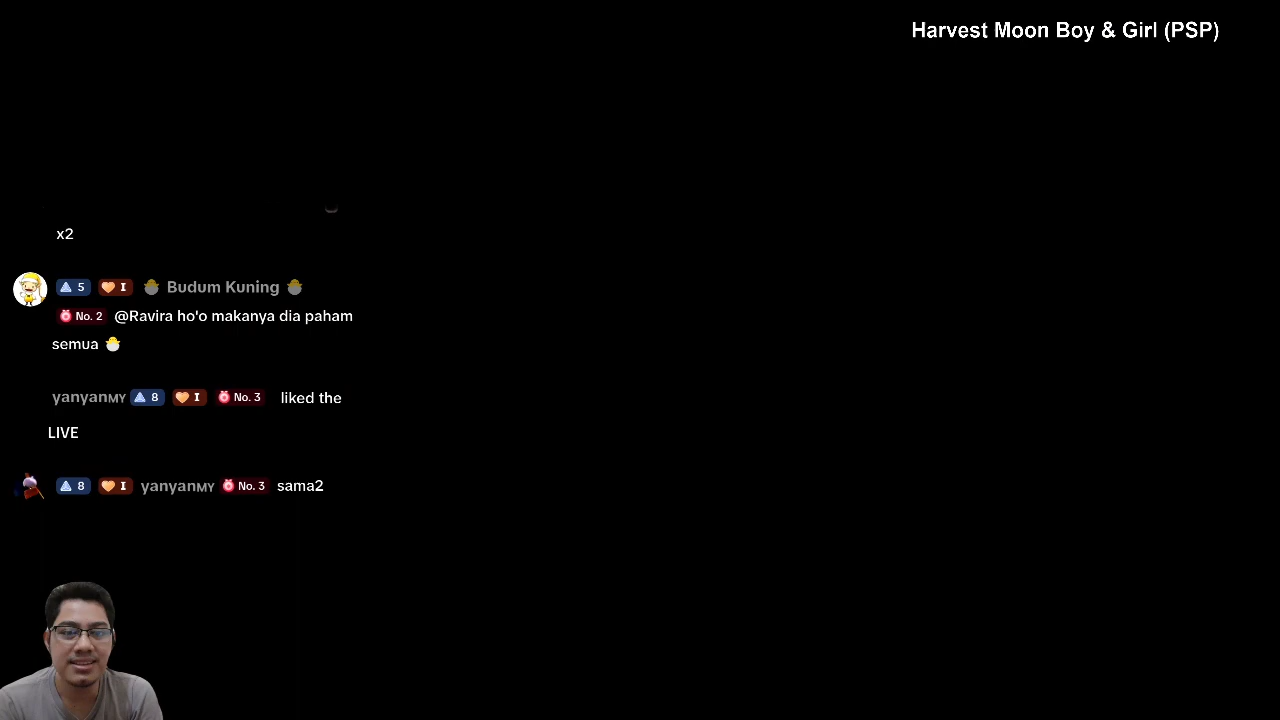 Harvest Moon Boy & Girl (PSP)
x2
5 I Budum Kuning
No. 2 @Ravira ho'o makanya dia paham
semua
yanyanMY 8 I No. 3 liked the
LIVE
8 I yanyanMY No. 3 sama2